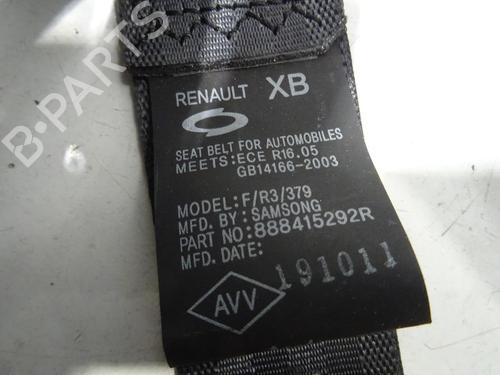 RENAULT XB
SEAT BELT FOR AUTOMOBILES
MEETS:ECE R16.05
GB14166-2003
MODEL:F/R3/379
MFD. BY:SAMSONG
PART NO:888415292R
MFD. DATE:
191011
AVV
B-PARTS